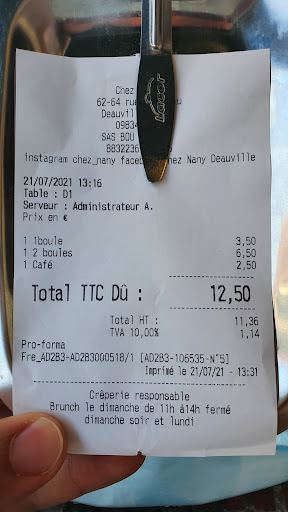 Chez
62-64 rue
Deauvil
0983
SAS BOU
8832236
instagram chez_nany faceb chez Nany Deauville
21/07/2021 13:16
Table : D1
Serveur : Administrateur A.
Prix en €
1 1boule 3,50
1 2 boules 6,50
1 Café 2,50
Total TTC Dû : 12,50
Total HT : 11,36
TVA 10,00% 1,14
Pro-forma
Fre_AD2B3-AD2B3000518/1 [AD2B3-106535-N°5]
Imprimé le 21/07/21 - 13:31
Crêperie responsable
Brunch le dimanche de 11h à14h fermé
dimanche soir et lundi
Lacor